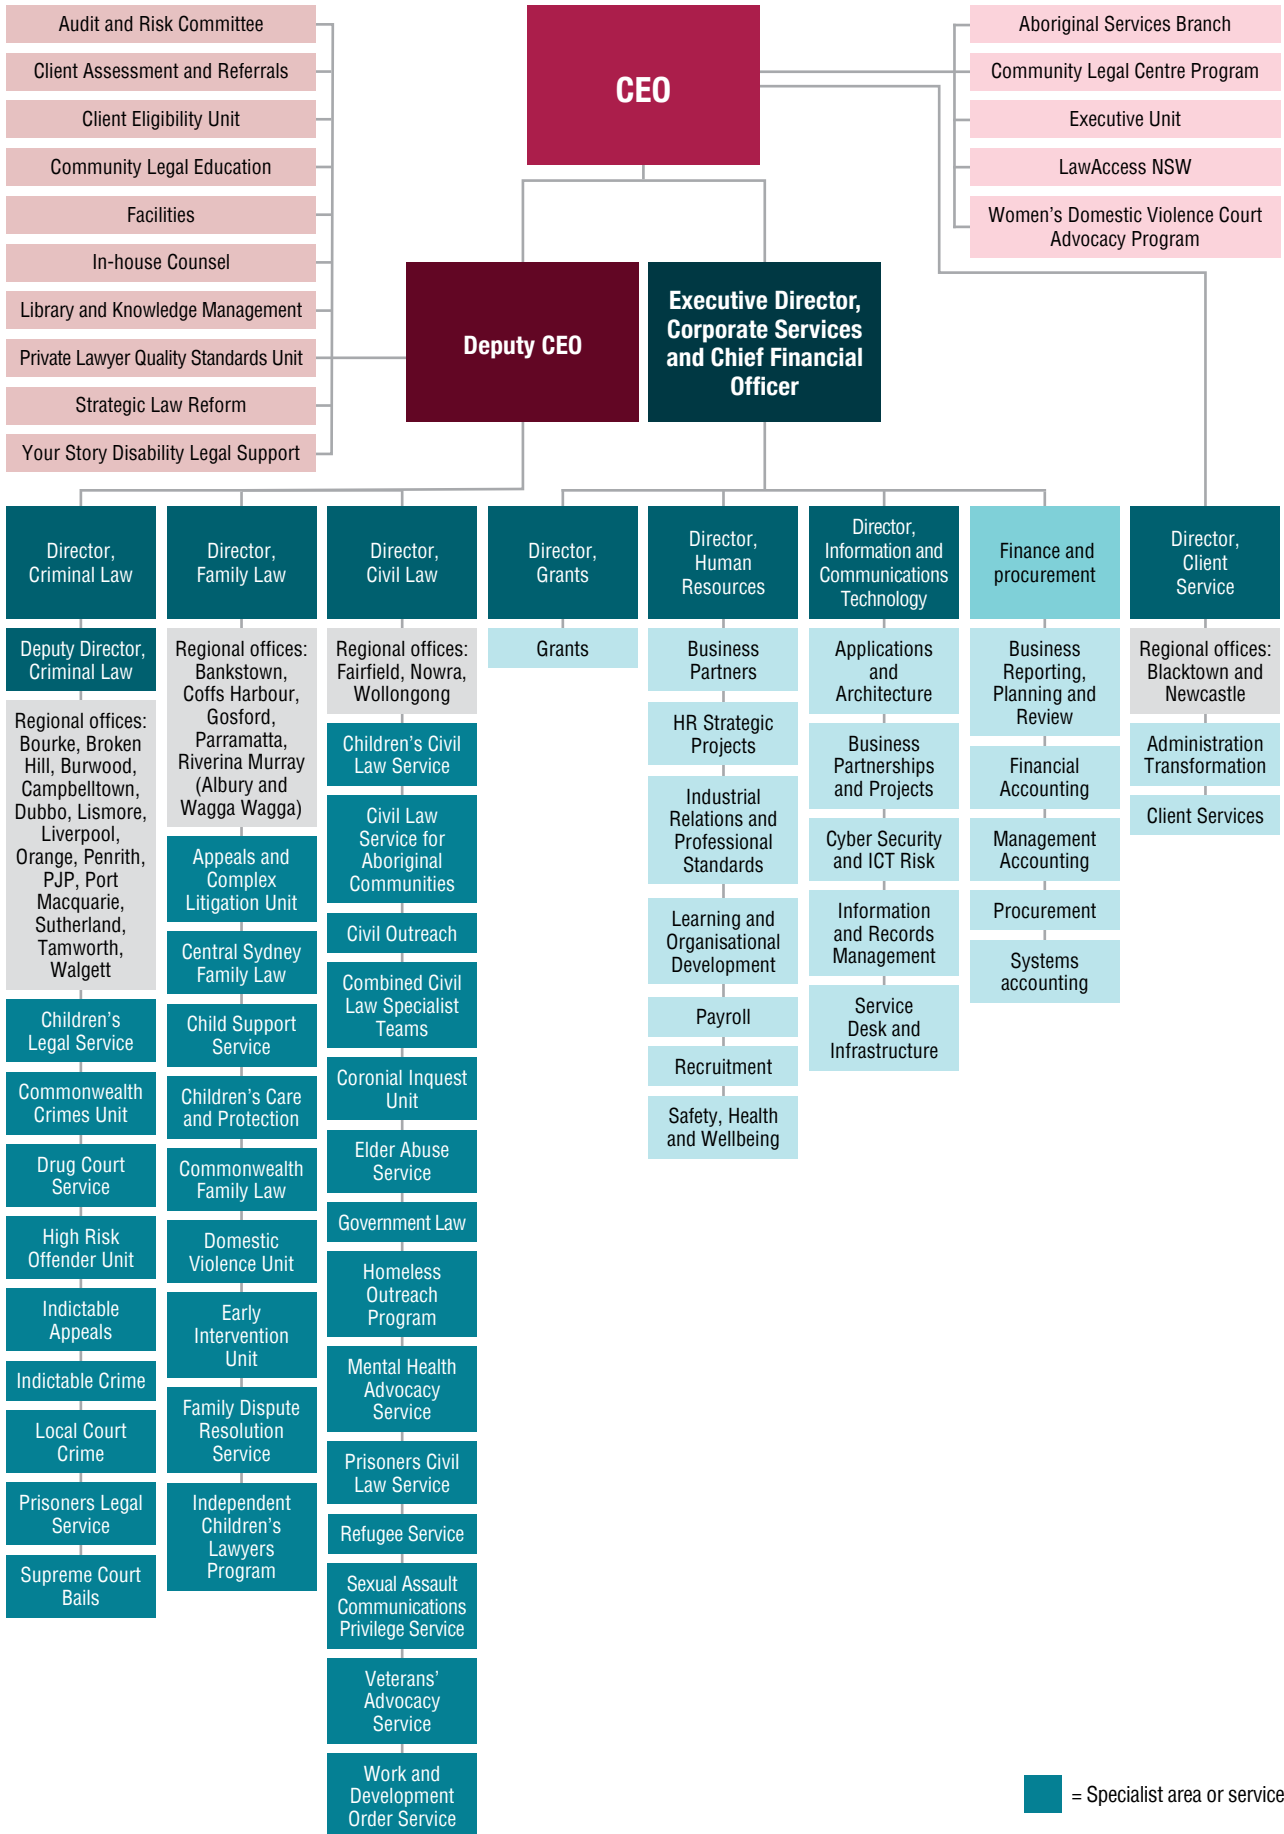 Audit and Risk Committee
Client Assessment and Referrals
Client Eligibility Unit
Community Legal Education
Facilities
In-house Counsel
Library and Knowledge Management
Private Lawyer Quality Standards Unit
Strategic Law Reform
Your Story Disability Legal Support
CEO
Aboriginal Services Branch
Community Legal Centre Program
Executive Unit
LawAccess NSW
Women’s Domestic Violence Court
Advocacy Program
Deputy CEO
Executive Director,
Corporate Services
and Chief Financial
Officer
Director,
Criminal Law
Deputy Director,
Criminal Law
Regional offices:
Bourke, Broken
Hill, Burwood,
Campbelltown,
Dubbo, Lismore,
Liverpool,
Orange, Penrith,
PJP, Port
Macquarie,
Sutherland,
Tamworth,
Walgett
Children’s
Legal Service
Commonwealth
Crimes Unit
Drug Court
Service
High Risk
Offender Unit
Indictable
Appeals
Indictable Crime
Local Court
Crime
Prisoners Legal
Service
Supreme Court
Bails
Director,
Family Law
Regional offices:
Bankstown,
Coffs Harbour,
Gosford,
Parramatta,
Riverina Murray
(Albury and
Wagga Wagga)
Appeals and
Complex
Litigation Unit
Central Sydney
Family Law
Child Support
Service
Children’s Care
and Protection
Commonwealth
Family Law
Domestic
Violence Unit
Early
Intervention
Unit
Family Dispute
Resolution
Service
Independent
Children’s
Lawyers
Program
Director,
Civil Law
Regional offices:
Fairfield, Nowra,
Wollongong
Children’s Civil
Law Service
Civil Law
Service for
Aboriginal
Communities
Civil Outreach
Combined Civil
Law Specialist
Teams
Coronial Inquest
Unit
Elder Abuse
Service
Government Law
Homeless
Outreach
Program
Mental Health
Advocacy
Service
Prisoners Civil
Law Service
Refugee Service
Sexual Assault
Communications
Privilege Service
Veterans’
Advocacy
Service
Work and
Development
Order Service
Director,
Grants
Grants
Director,
Human
Resources
Business
Partners
HR Strategic
Projects
Industrial
Relations and
Professional
Standards
Learning and
Organisational
Development
Payroll
Recruitment
Safety, Health
and Wellbeing
Director,
Information and
Communications
Technology
Applications
and
Architecture
Business
Partnerships
and Projects
Cyber Security
and ICT Risk
Information
and Records
Management
Service
Desk and
Infrastructure
Finance and
procurement
Business
Reporting,
Planning and
Review
Financial
Accounting
Management
Accounting
Procurement
Systems
accounting
Director,
Client
Service
Regional offices:
Blacktown and
Newcastle
Administration
Transformation
Client Services
= Specialist area or service